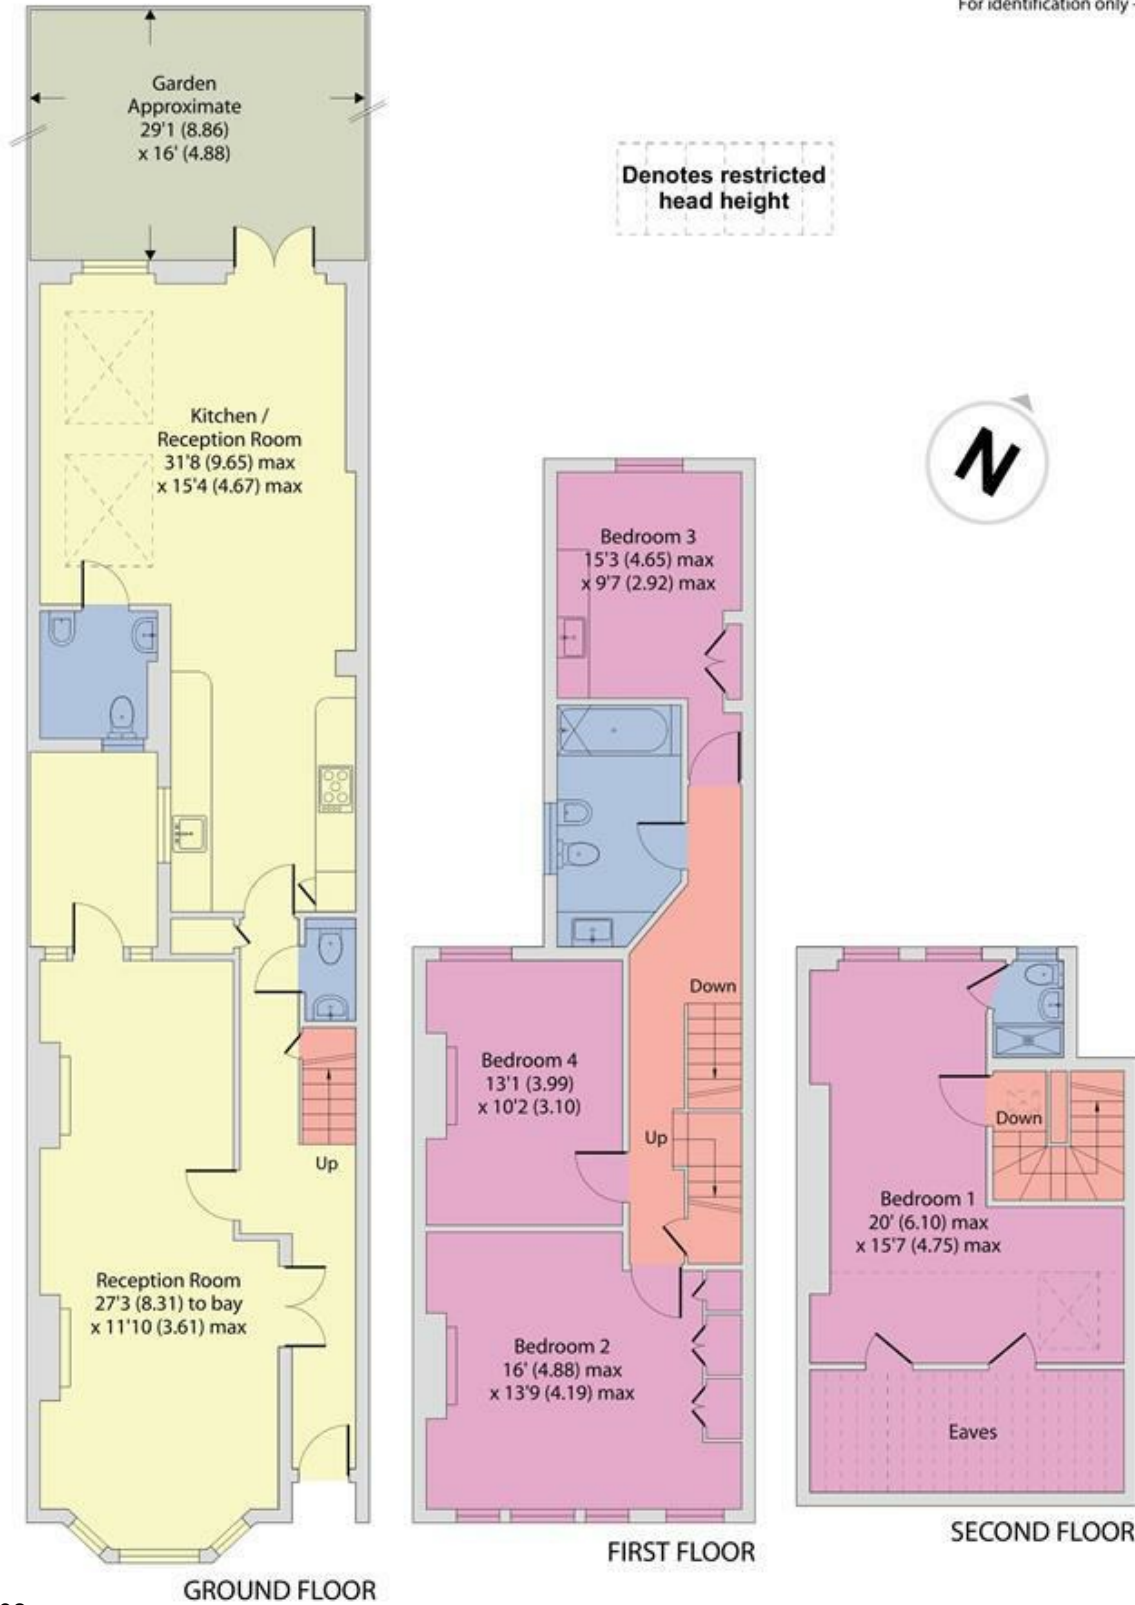 For identification only -
Garden
Approximate
29'1 (8.86)
x 16' (4.88)
Denotes restricted
head height
Kitchen /
Reception Room
31'8 (9.65) max
x 15'4 (4.67) max
N
Bedroom 3
15'3 (4.65) max
x 9'7 (2.92) max
Down
Bedroom 4
13'1 (3.99)
x 10'2 (3.10)
Up
Down
Up
Bedroom 1
20' (6.10) max
x 15'7 (4.75) max
Reception Room
27'3 (8.31) to bay
x 11'10 (3.61) max
Bedroom 2
16' (4.88) max
x 13'9 (4.19) max
Eaves
SECOND FLOOR
FIRST FLOOR
GROUND FLOOR